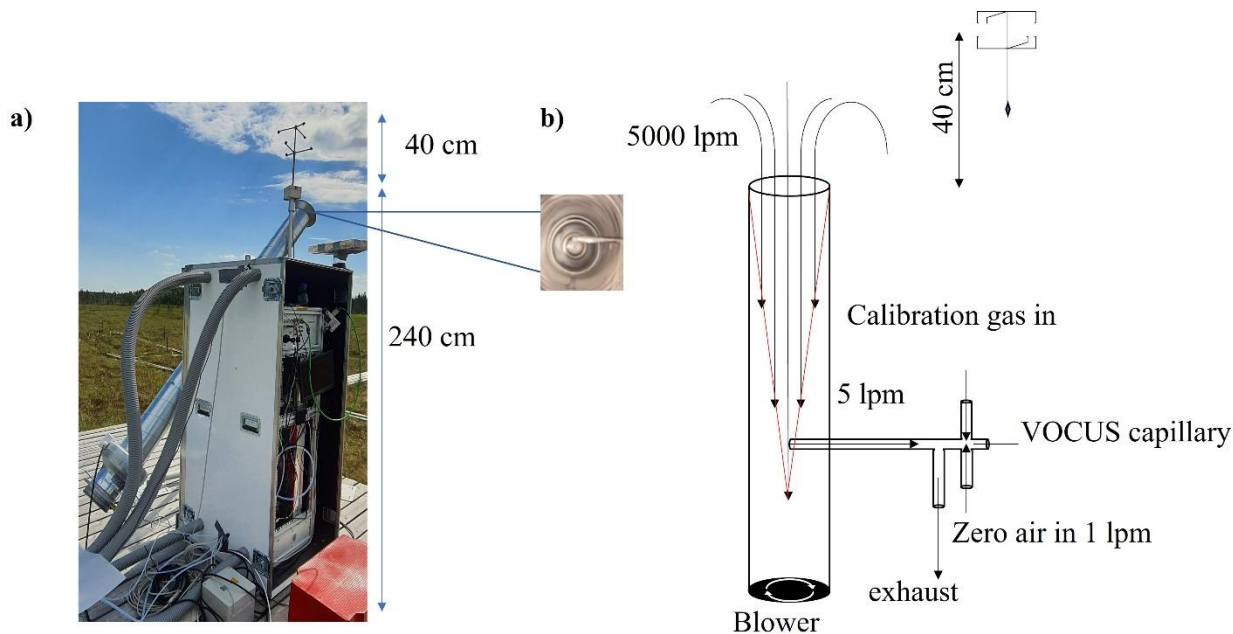 a)
40 cm
240 cm
b)
5000 lpm
40 cm
Calibration gas in
5 lpm
VOCUS capillary
Zero air in 1 lpm
exhaust
Blower